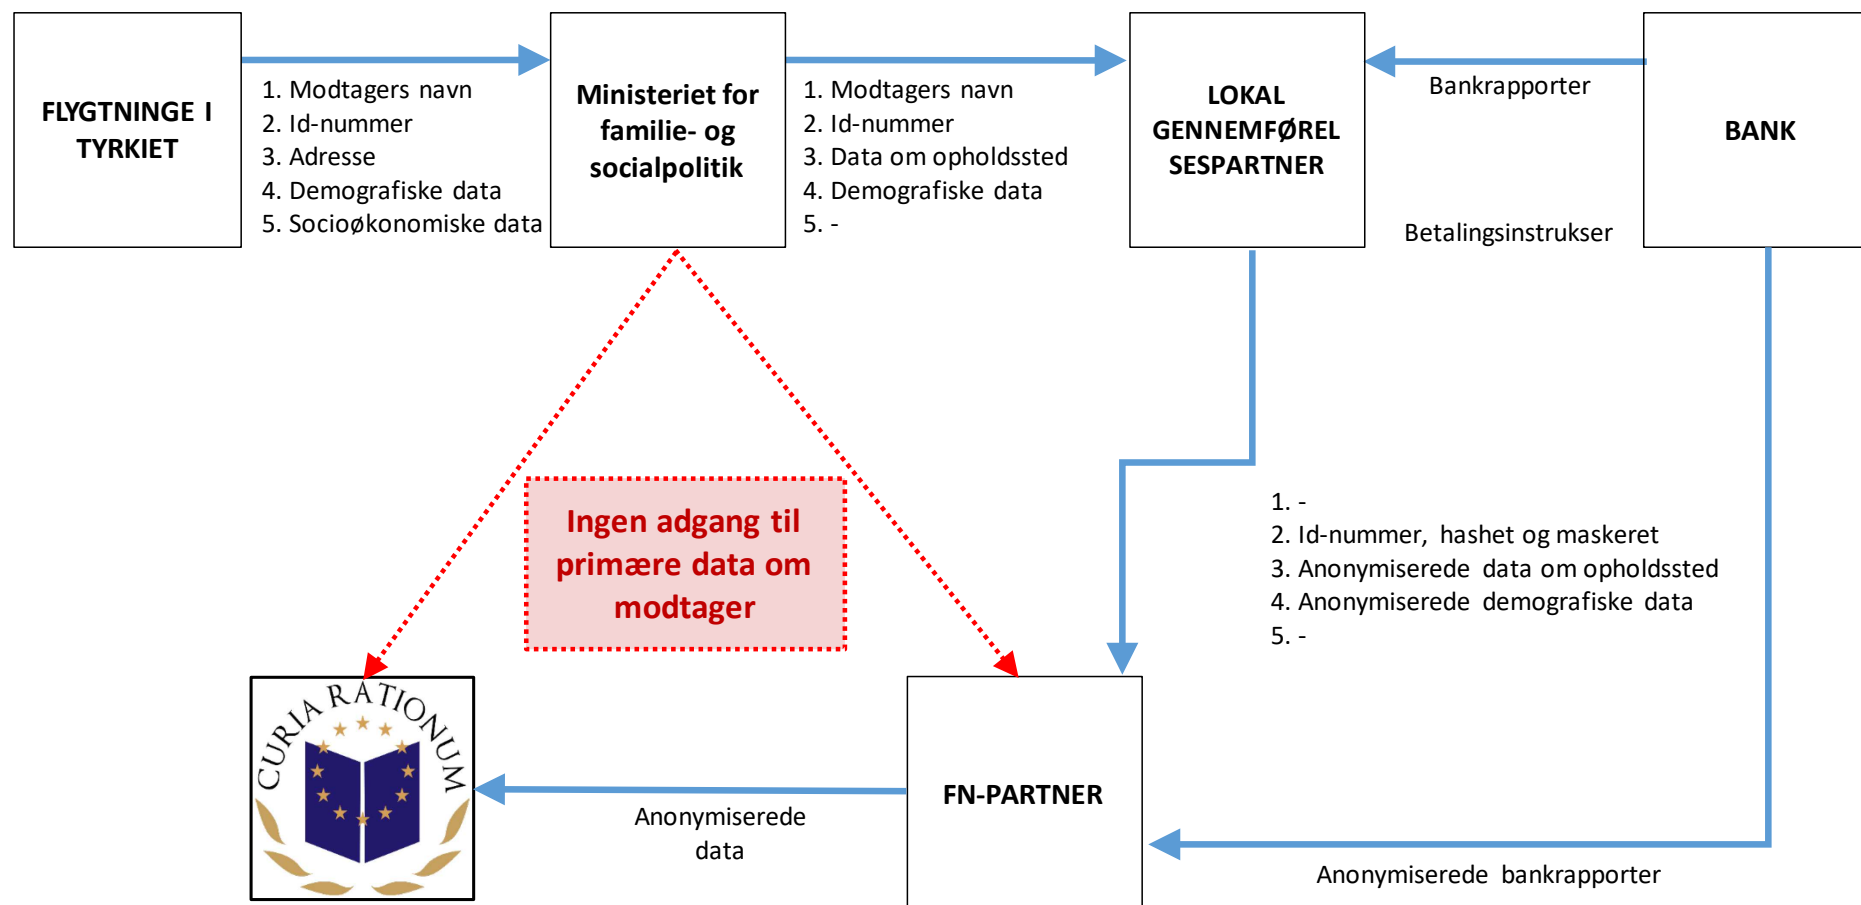 FLYGTNINGE I
TYRKIET
1. Modtagers navn
2. Id-nummer
3. Adresse
4. Demografiske data
5. Socioøkonomiske data
Ministeriet for
familie- og
socialpolitik
1. Modtagers navn
2. Id-nummer
3. Data om opholdssted
4. Demografiske data
5. -
LOKAL
GENNEMFØREL
SESPARTNER
Bankrapporter
Betalingsinstrukser
BANK
Ingen adgang til
primære data om
modtager
1. -
2. Id-nummer, hashet og maskeret
3. Anonymiserede data om opholdssted
4. Anonymiserede demografiske data
5. -
CURIA RATIONUM
Anonymiserede
data
FN-PARTNER
Anonymiserede bankrapporter